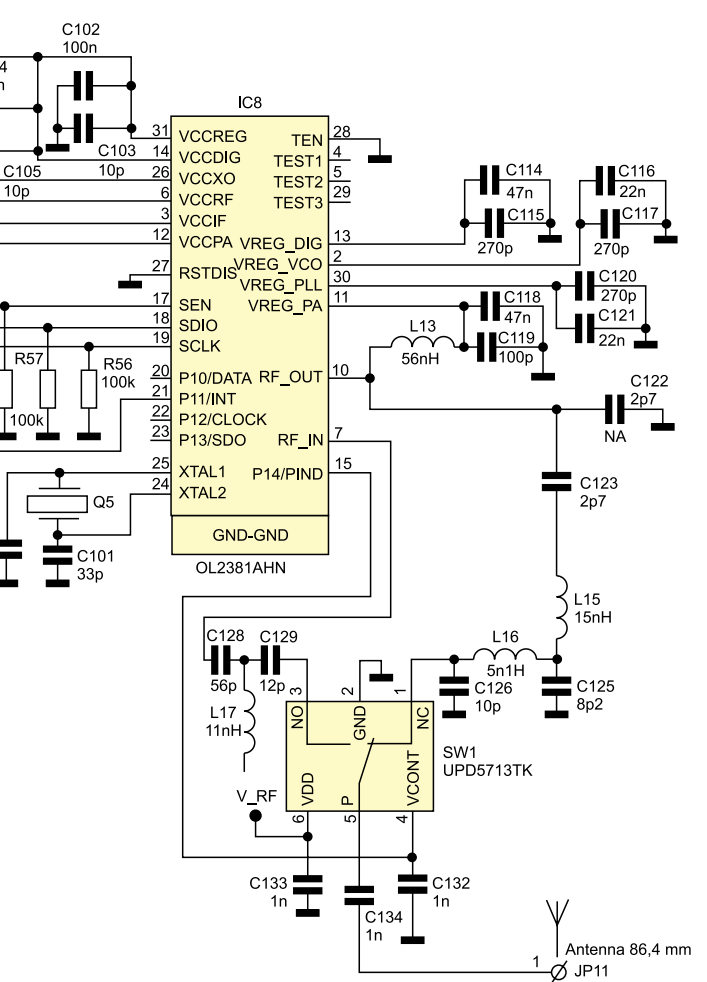 C102
100n
4
n
IC8
31 VCCREG TEN 28
14 VCCDIG TEST1 4
C103
10p
26 VCCXO TEST2 5
C105
10p
6 VCCRF TEST3 29
3 VCCIF
12 VCCPA VREG_DIG 13
VREG_VCO 2
27 RSTDIS
VREG_PLL 30
17 SEN VREG_PA 11
18 SDIO
19 SCLK
20 P10/DATA RF_OUT 10
21 P11/INT
22 P12/CLOCK
23 P13/SDO RF_IN 7
25 XTAL1 P14/PIND 15
24 XTAL2
GND-GND
OL2381AHN
C114
47n
C115
270p
C116
22n
C117
270p
C120
270p
C121
22n
C118
47n
C119
100p
L13
56nH
R57
R56
100k
100k
Q5
C101
33p
C122
2p7
NA
C123
2p7
L15
15nH
L16
5n1H
C126
10p
C125
8p2
C128
56p
C129
12p
L17
11nH
3 2 1
NO GND NC
SW1
UPD5713TK
VDD P VCONT
6 5 4
V_RF
C133
1n
C134
1n
C132
1n
Antenna 86,4 mm
1 JP11